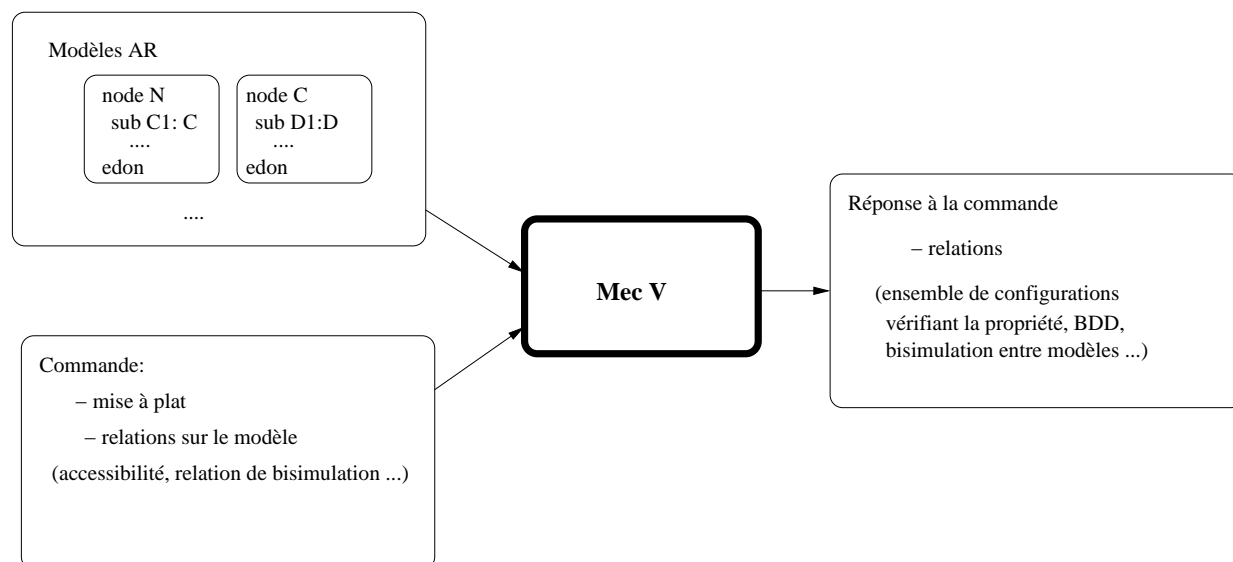 Modèles AR
node N
sub C1: C
....
edon
node C
sub D1:D
....
edon
....
Commande:
– mise à plat
– relations sur le modèle
(accessibilité, relation de bisimulation ...)
Mec V
Réponse à la commande
– relations
(ensemble de configurations
vérifiant la propriété, BDD,
bisimulation entre modèles ...)